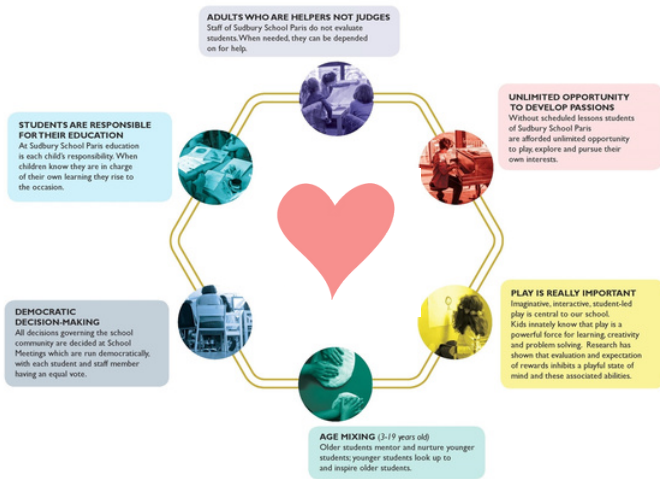 ADULTS WHO ARE HELPERS NOT JUDGES
Staff of Sudbury School Paris do not evaluate
students. When needed, they can be depended
on for help.
UNLIMITED OPPORTUNITY
TO DEVELOP PASSIONS
Without scheduled lessons students
of Sudbury School Paris
are afforded unlimited opportunity
to play, explore and pursue their
own interests.
PLAY IS REALLY IMPORTANT
Imaginative, interactive, student-led
play is central to our school.
Kids innately know that play is a
powerful force for learning, creativity
and problem solving. Research has
shown that evaluation and expectation
of rewards inhibits a playful state of
mind and these associated abilities.
AGE MIXING (3-19 years old)
Older students mentor and nurture younger
students; younger students look up to
and inspire older students.
DEMOCRATIC
DECISION-MAKING
All decisions governing the school
community are decided at School
Meetings which are run democratically,
with each student and staff member
having an equal vote.
STUDENTS ARE RESPONSIBLE
FOR THEIR EDUCATION
At Sudbury School Paris education
is each child's responsibility. When
children know they are in charge
of their own learning they rise to
the occasion.